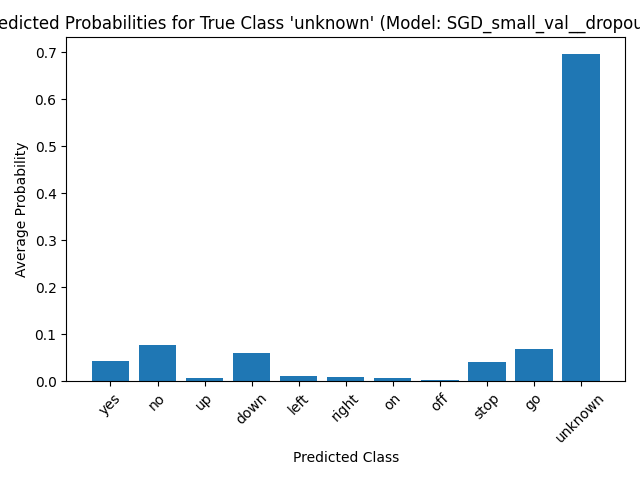 edicted Probabilities for True Class 'unknown' (Model: SGD_small_val__dropou
0.7
0.6
0.5
0.4
0.3
0.2
0.1
0.0
Average Probability
yes
no
up
down
left
right
on
off
stop
go
unknown
Predicted Class